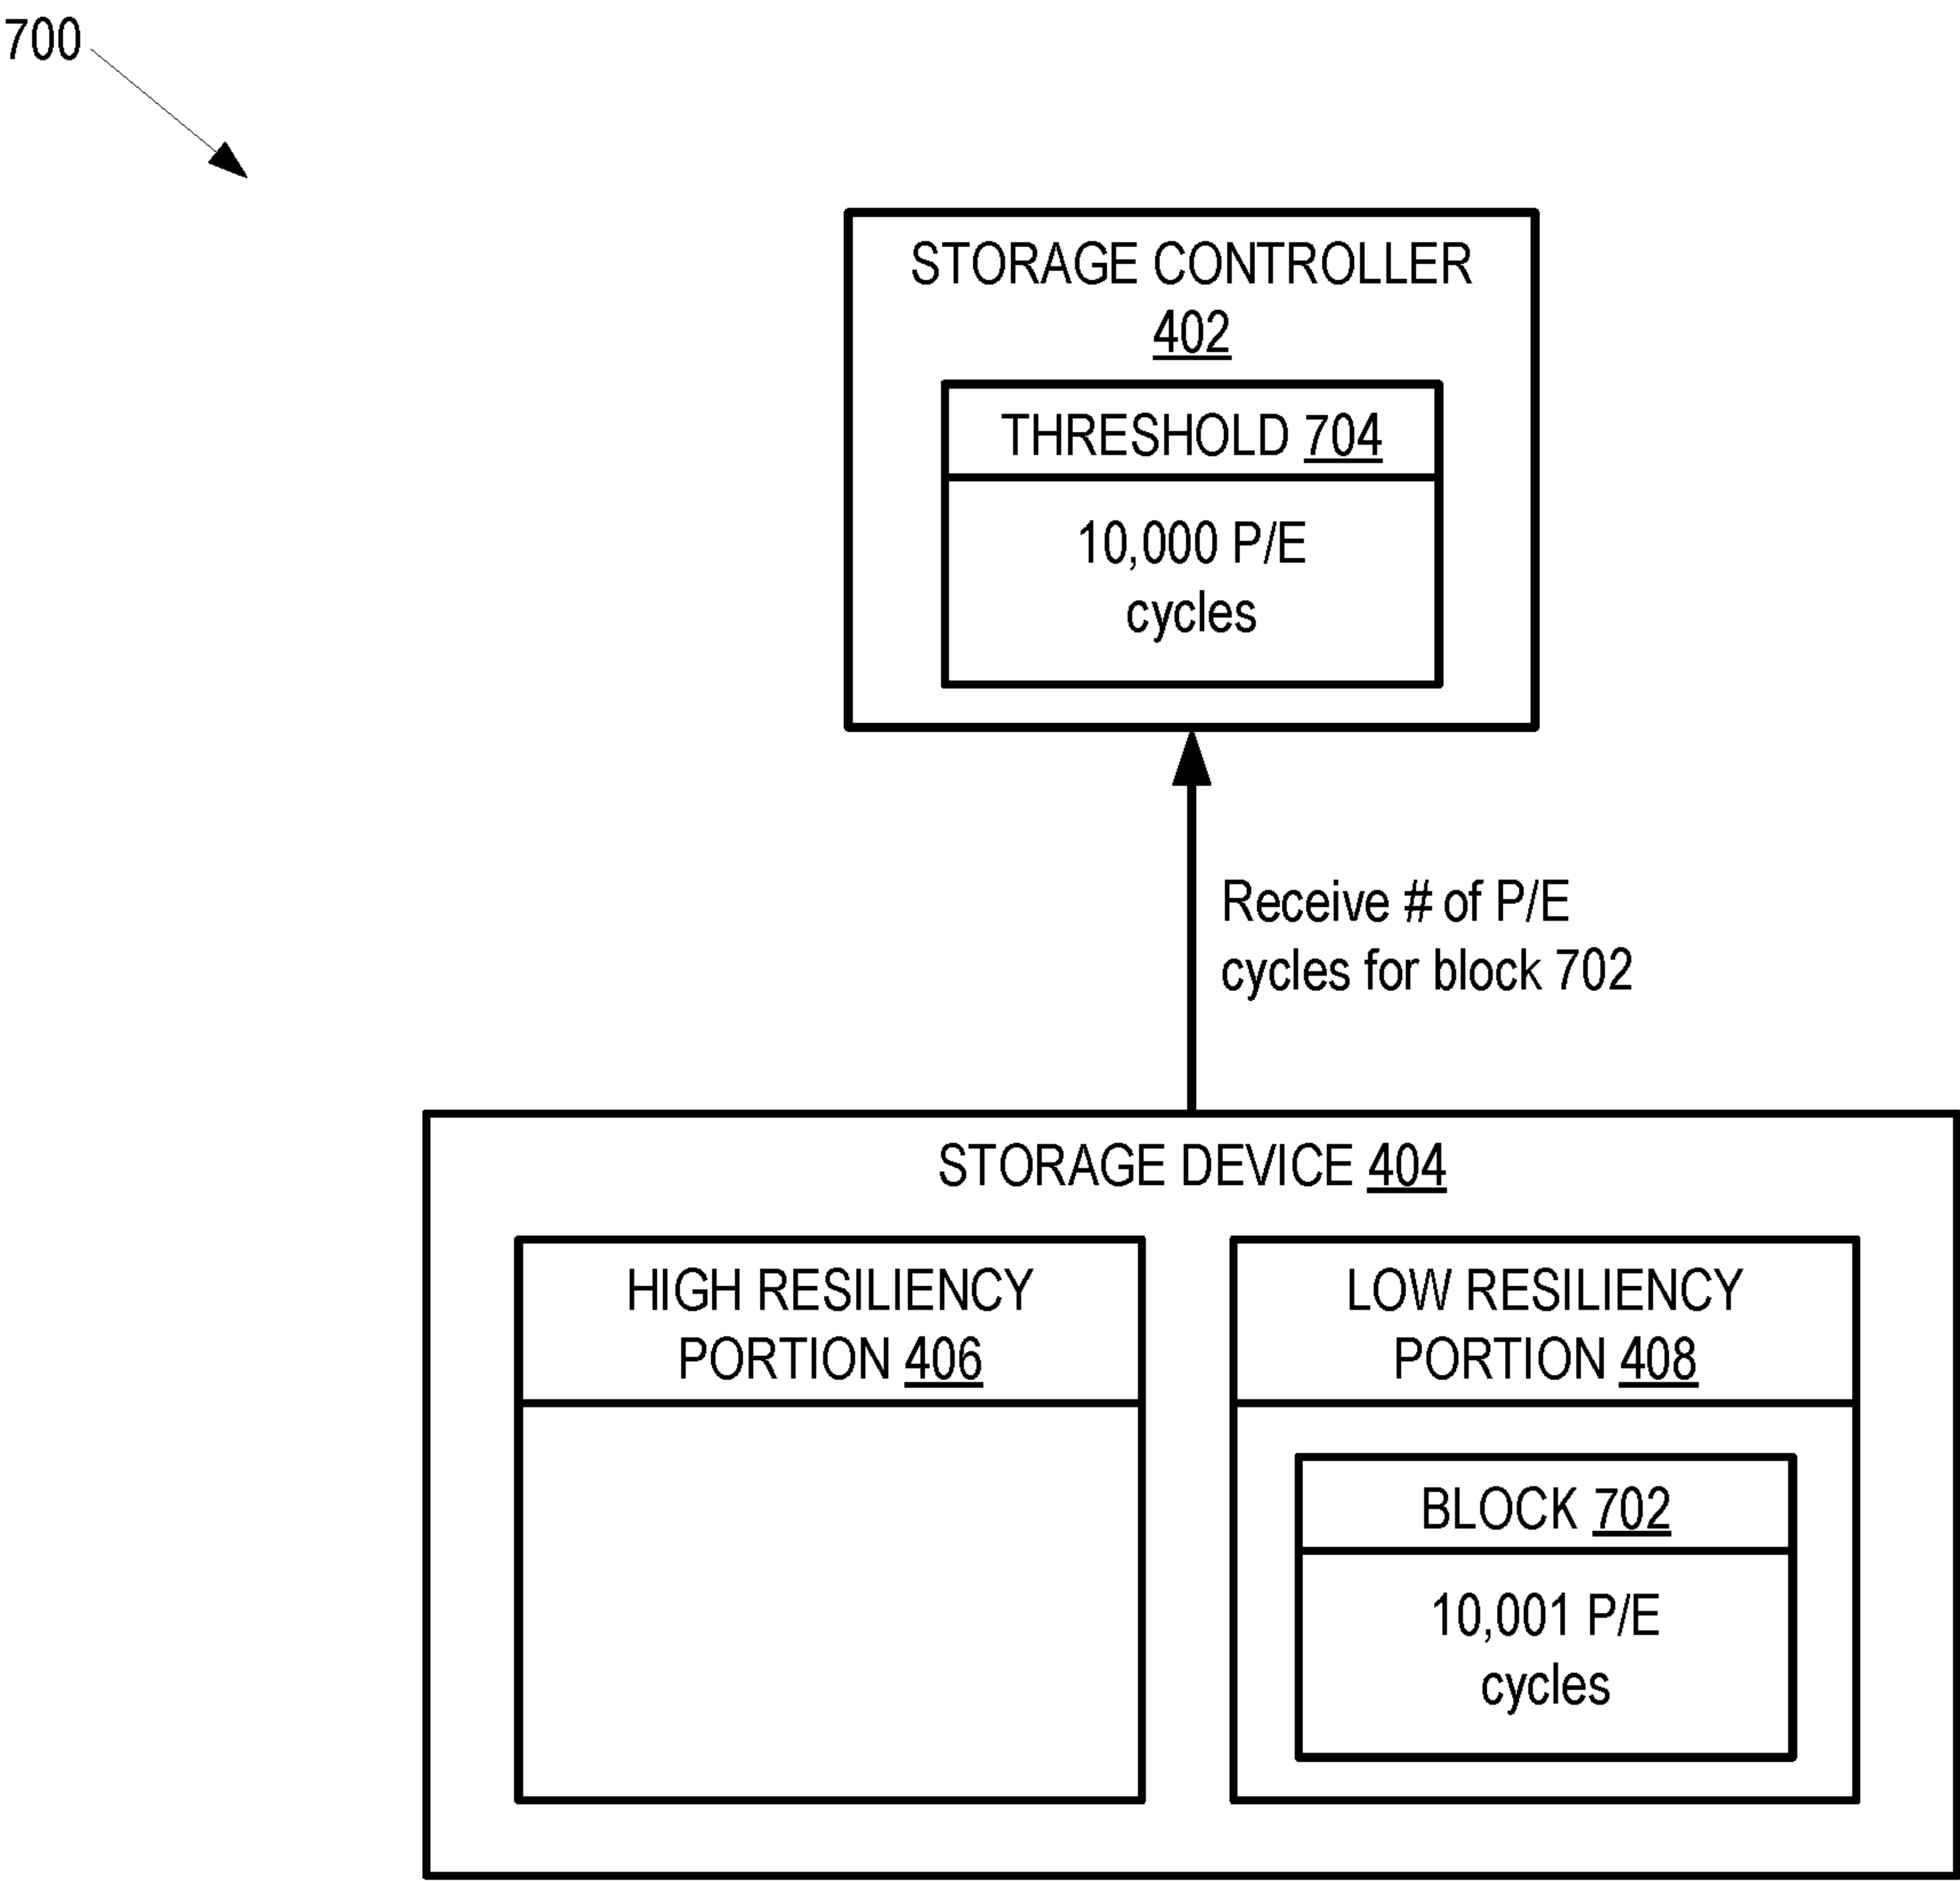 700
STORAGE CONTROLLER
402
THRESHOLD 704
10,000 P/E
cycles
Receive # of P/E
cycles for block 702
STORAGE DEVICE 404
HIGH RESILIENCY
PORTION 406
LOW RESILIENCY
PORTION 408
BLOCK 702
10,001 P/E
cycles